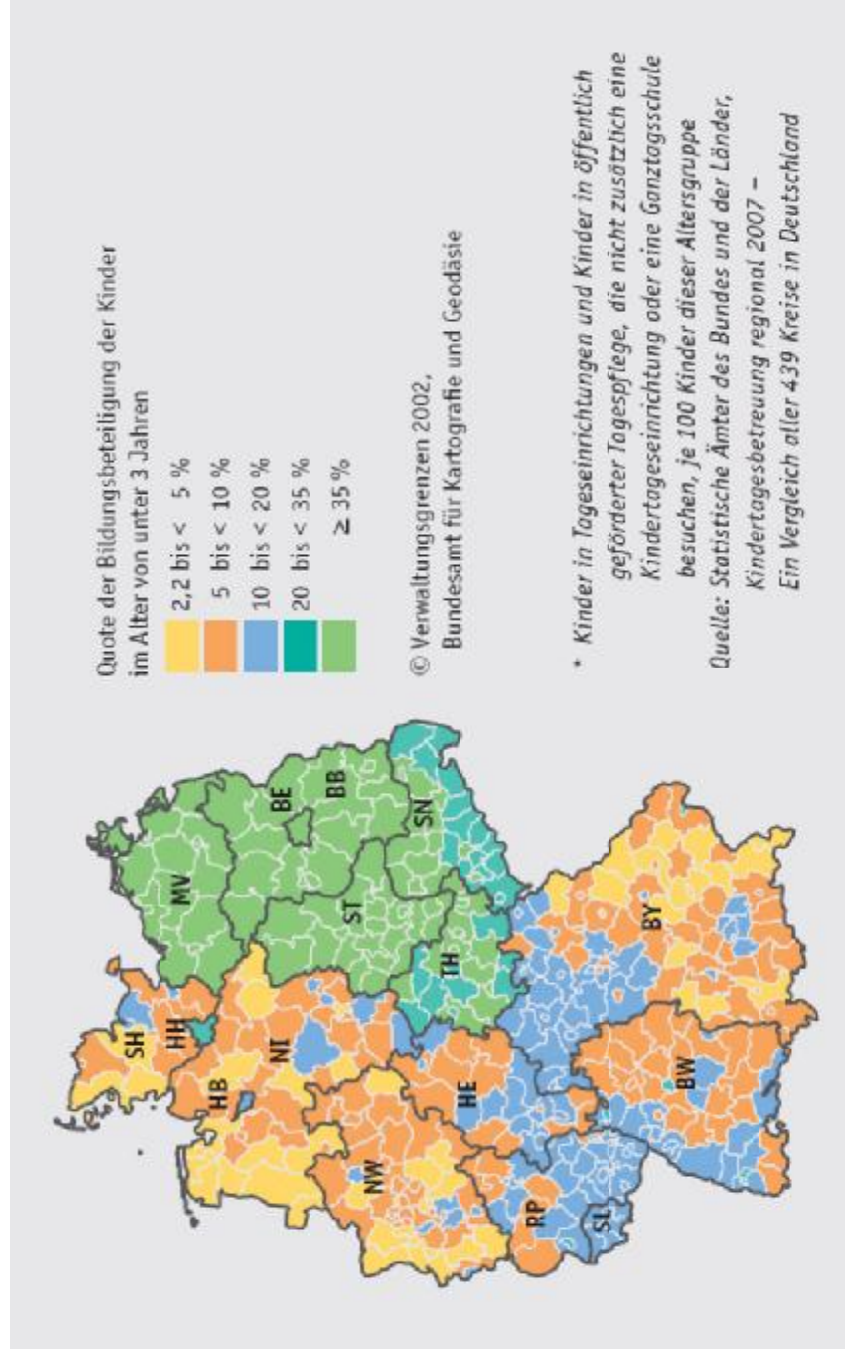 Quote der Bildungsbeteiligung der Kinder
im Alter von unter 3 Jahren
2,2 bis < 5 %
5 bis < 10 %
10 bis < 20 %
20 bis < 35 %
≥ 35 %
© Verwaltungsgrenzen 2002,
Bundesamt für Kartografie und Geodäsie
* Kinder in Tageseinrichtungen und Kinder in öffentlich
geförderter Tagespflege, die nicht zusätzlich eine
Kindertageseinrichtung oder eine Ganztagsschule
besuchen, je 100 Kinder dieser Altersgruppe
Quelle: Statistische Ämter des Bundes und der Länder,
Kindertagesbetreuung regional 2007 –
Ein Vergleich aller 439 Kreise in Deutschland
SH
HH
MV
HB
NI
BE
BB
ST
NW
SN
TH
HE
RP
SL
BY
BW